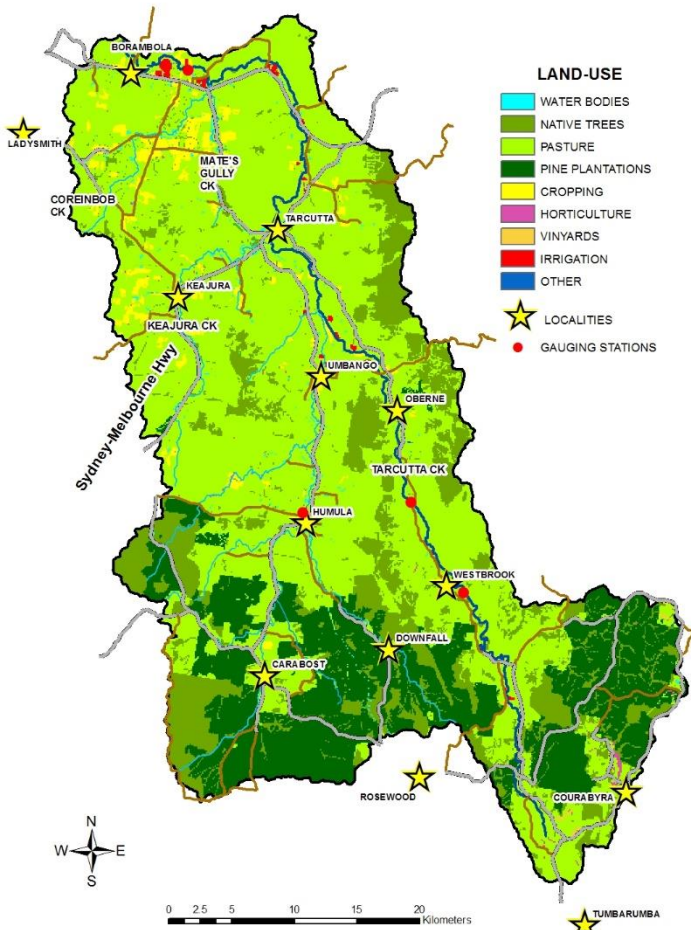 BORAMBOLA
LADYSMITH
MATE'S
GULLY
CK
COREINBOB
CK
TARCUTTA
KEAJURA
KEAJURA CK
Sydney-Melbourne Hwy
UMBANGO
OBERNE
TARCUTTA CK
HUMULA
WESTBROOK
DOWNFALL
CARABOST
ROSEWOOD
COURABYRA
TUMBARUMBA
LAND-USE
WATER BODIES
NATIVE TREES
PASTURE
PINE PLANTATIONS
CROPPING
HORTICULTURE
VINYARDS
IRRIGATION
OTHER
LOCALITIES
GAUGING STATIONS
N
W E
S
0 2.5 5 10 15 20
Kilometers